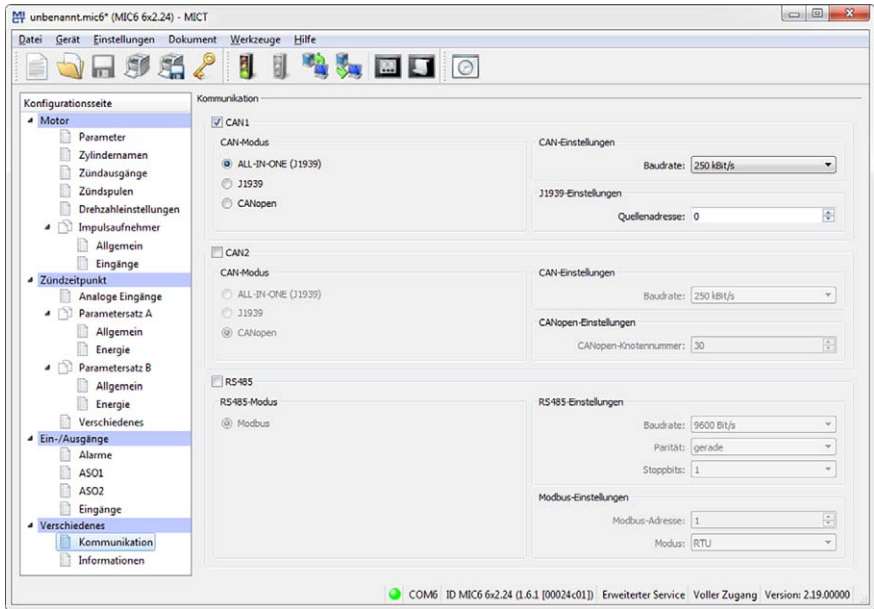 unbenannt.mic6* (MIC6 6x2.24) - MICT
Datei Gerät Einstellungen Dokument Werkzeuge Hilfe
Konfigurationsseite
Motor
Parameter
Zylindernamen
Zündausgänge
Zündspulen
Drehzahleinstellungen
Impulsaufnehmer
Allgemein
Eingänge
Zündzeitpunkt
Analoge Eingänge
Parametersatz A
Allgemein
Energie
Parametersatz B
Allgemein
Energie
Verschiedenes
Ein-/Ausgänge
Alarme
ASO1
ASO2
Eingänge
Verschiedenes
Kommunikation
Informationen
Kommunikation
CAN1
CAN-Modus
ALL-IN-ONE (J1939)
J1939
CANopen
CAN-Einstellungen
Baudrate: 250 kBit/s
J1939-Einstellungen
Quellenadresse: 0
CAN2
CAN-Modus
ALL-IN-ONE (J1939)
J1939
CANopen
CAN-Einstellungen
Baudrate: 250 kBit/s
CANopen-Einstellungen
CANopen-Knotennummer: 30
RS485
RS485-Modus
Modbus
RS485-Einstellungen
Baudrate: 9600 Bit/s
Parität: gerade
Stoppbits: 1
Modbus-Einstellungen
Modbus-Adresse: 1
Modus: RTU
COM6 ID MIC6 6x2.24 (1.6.1 [00024c01]) Erweiterter Service Voller Zugang Version: 2.19.00000